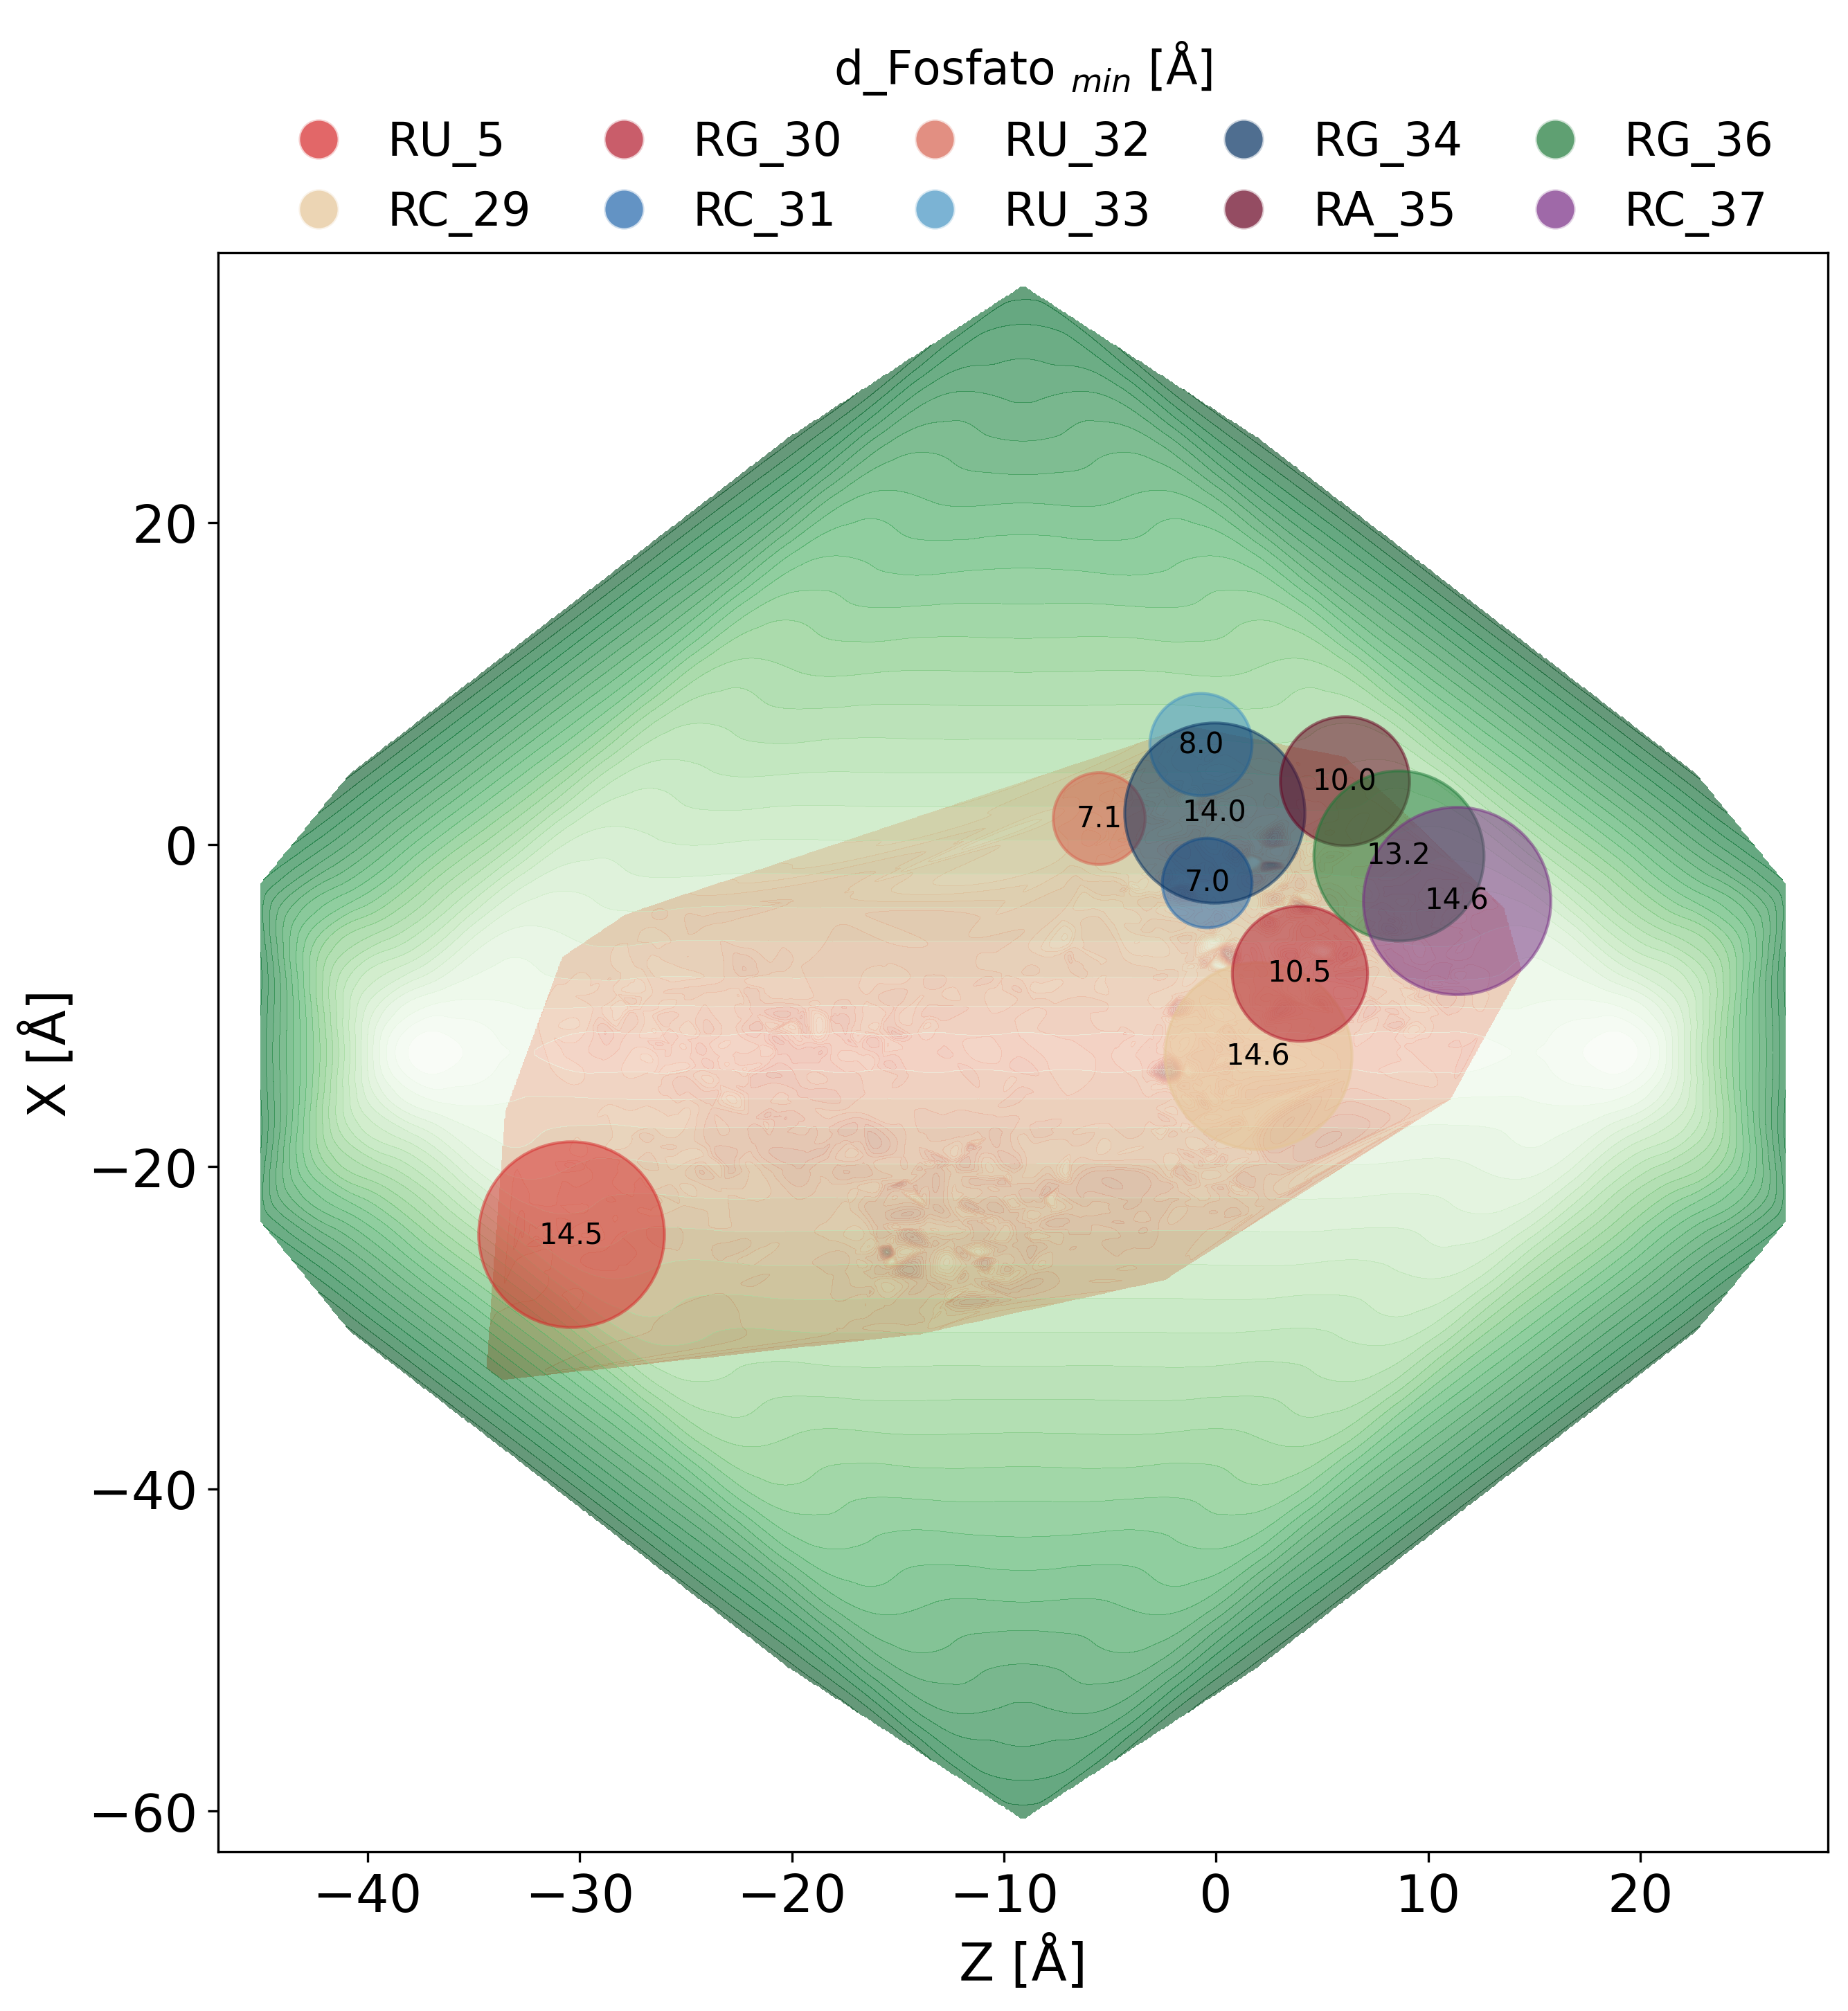 d_Fosfato min [Å]
RU_5 RG_30 RU_32 RG_34 RG_36
RC_29 RC_31 RU_33 RA_35 RC_37
20
0
−20
−40
−60
X [Å]
8.0
10.0
7.1
14.0
13.2
7.0
14.6
10.5
14.6
14.5
−40 −30 −20 −10 0 10 20
Z [Å]